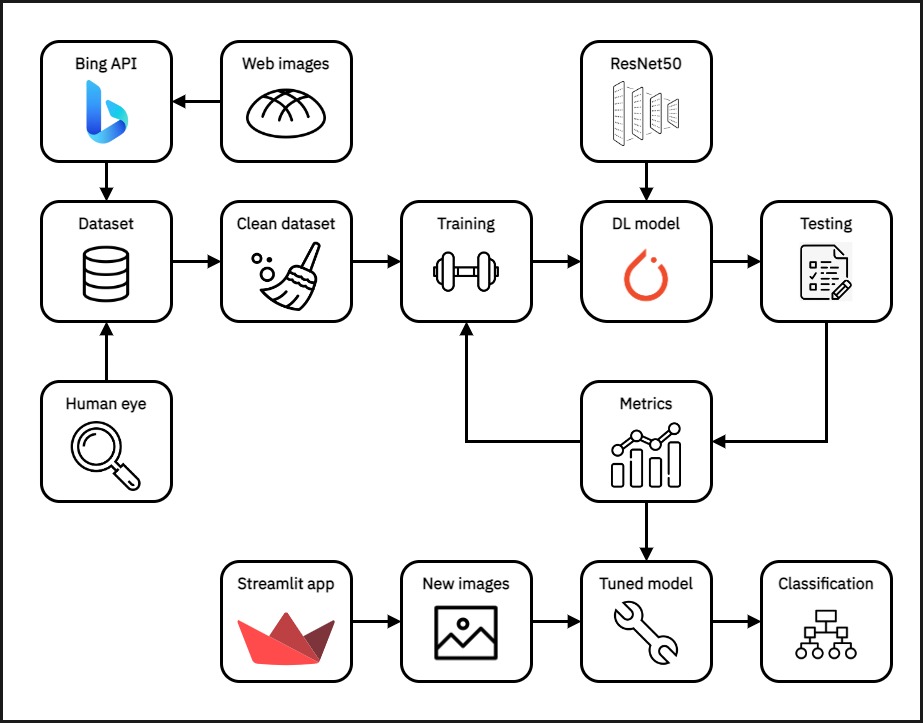 Bing API
Web images
ResNet50
Dataset
Clean dataset
Training
DL model
Testing
Human eye
Metrics
Streamlit app
New images
Tuned model
Classification